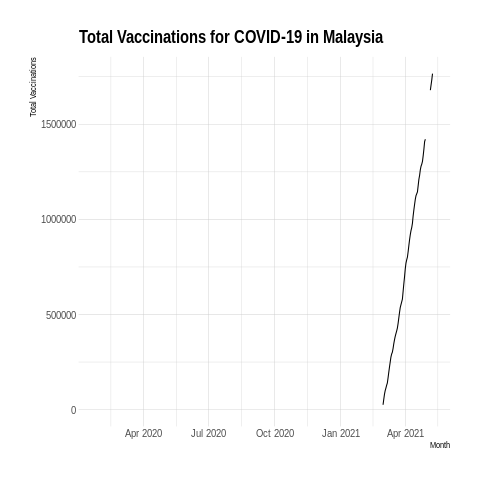 Total Vaccinations for COVID-19 in Malaysia
Total Vaccinations
1500000
1000000
500000
0
Apr 2020 Jul 2020 Oct 2020 Jan 2021 Apr 2021
Month